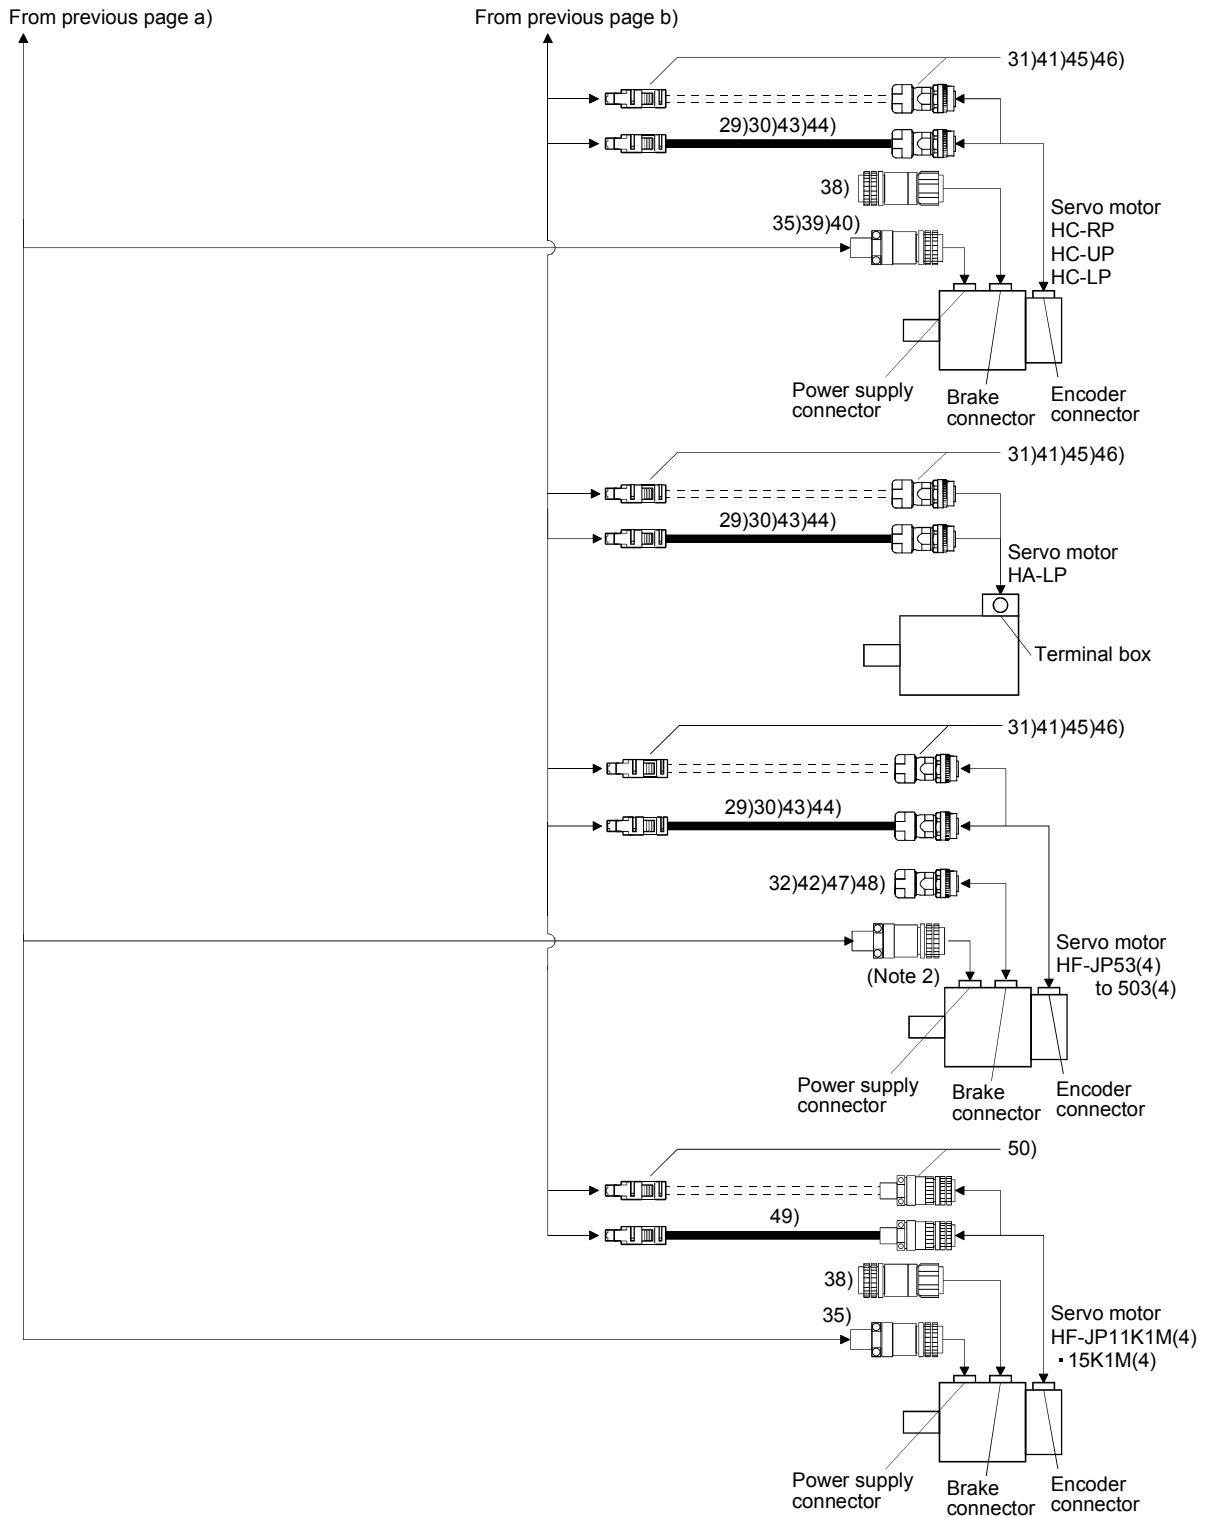 From previous page a)
From previous page b)
31)41)45)46)
29)30)43)44)
38)
35)39)40)
Servo motor
HC-RP
HC-UP
HC-LP
Power supply
connector
Brake
connector
Encoder
connector
31)41)45)46)
29)30)43)44)
Servo motor
HA-LP
Terminal box
31)41)45)46)
29)30)43)44)
32)42)47)48)
(Note 2)
Servo motor
HF-JP53(4)
to 503(4)
Power supply
connector
Brake
connector
Encoder
connector
50)
49)
38)
35)
Servo motor
HF-JP11K1M(4)
・15K1M(4)
Power supply
connector
Brake
connector
Encoder
connector